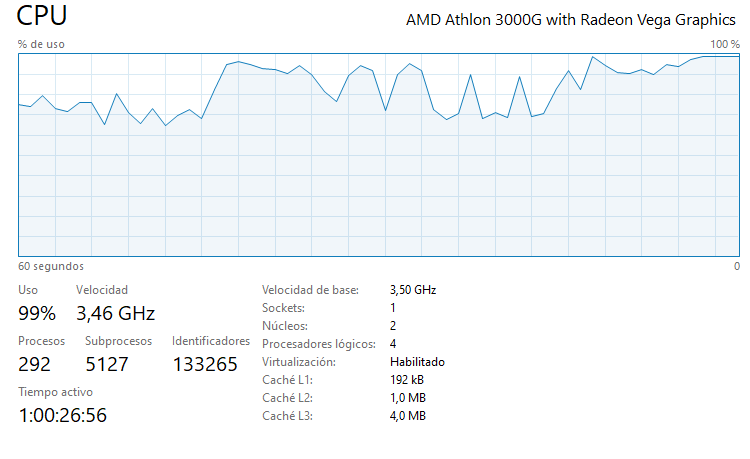 CPU
AMD Athlon 3000G with Radeon Vega Graphics
% de uso
100 %
60 segundos
0
Uso
Velocidad
99%
3,46 GHz
Procesos
Subprocesos
Identificadores
292
5127
133265
Tiempo activo
1:00:26:56
Velocidad de base: 3,50 GHz
Sockets: 1
Núcleos: 2
Procesadores lógicos: 4
Virtualización: Habilitado
Caché L1: 192 kB
Caché L2: 1,0 MB
Caché L3: 4,0 MB